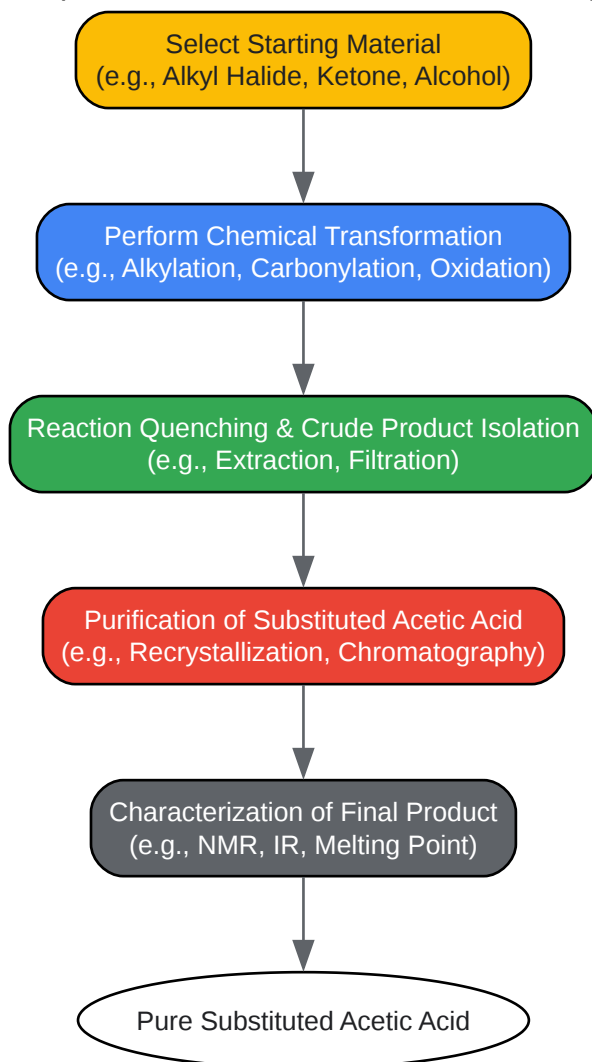 Select Starting Material
(e.g., Alkyl Halide, Ketone, Alcohol)
Perform Chemical Transformation
(e.g., Alkylation, Carbonylation, Oxidation)
Reaction Quenching & Crude Product Isolation
(e.g., Extraction, Filtration)
Purification of Substituted Acetic Acid
(e.g., Recrystallization, Chromatography)
Characterization of Final Product
(e.g., NMR, IR, Melting Point)
Pure Substituted Acetic Acid